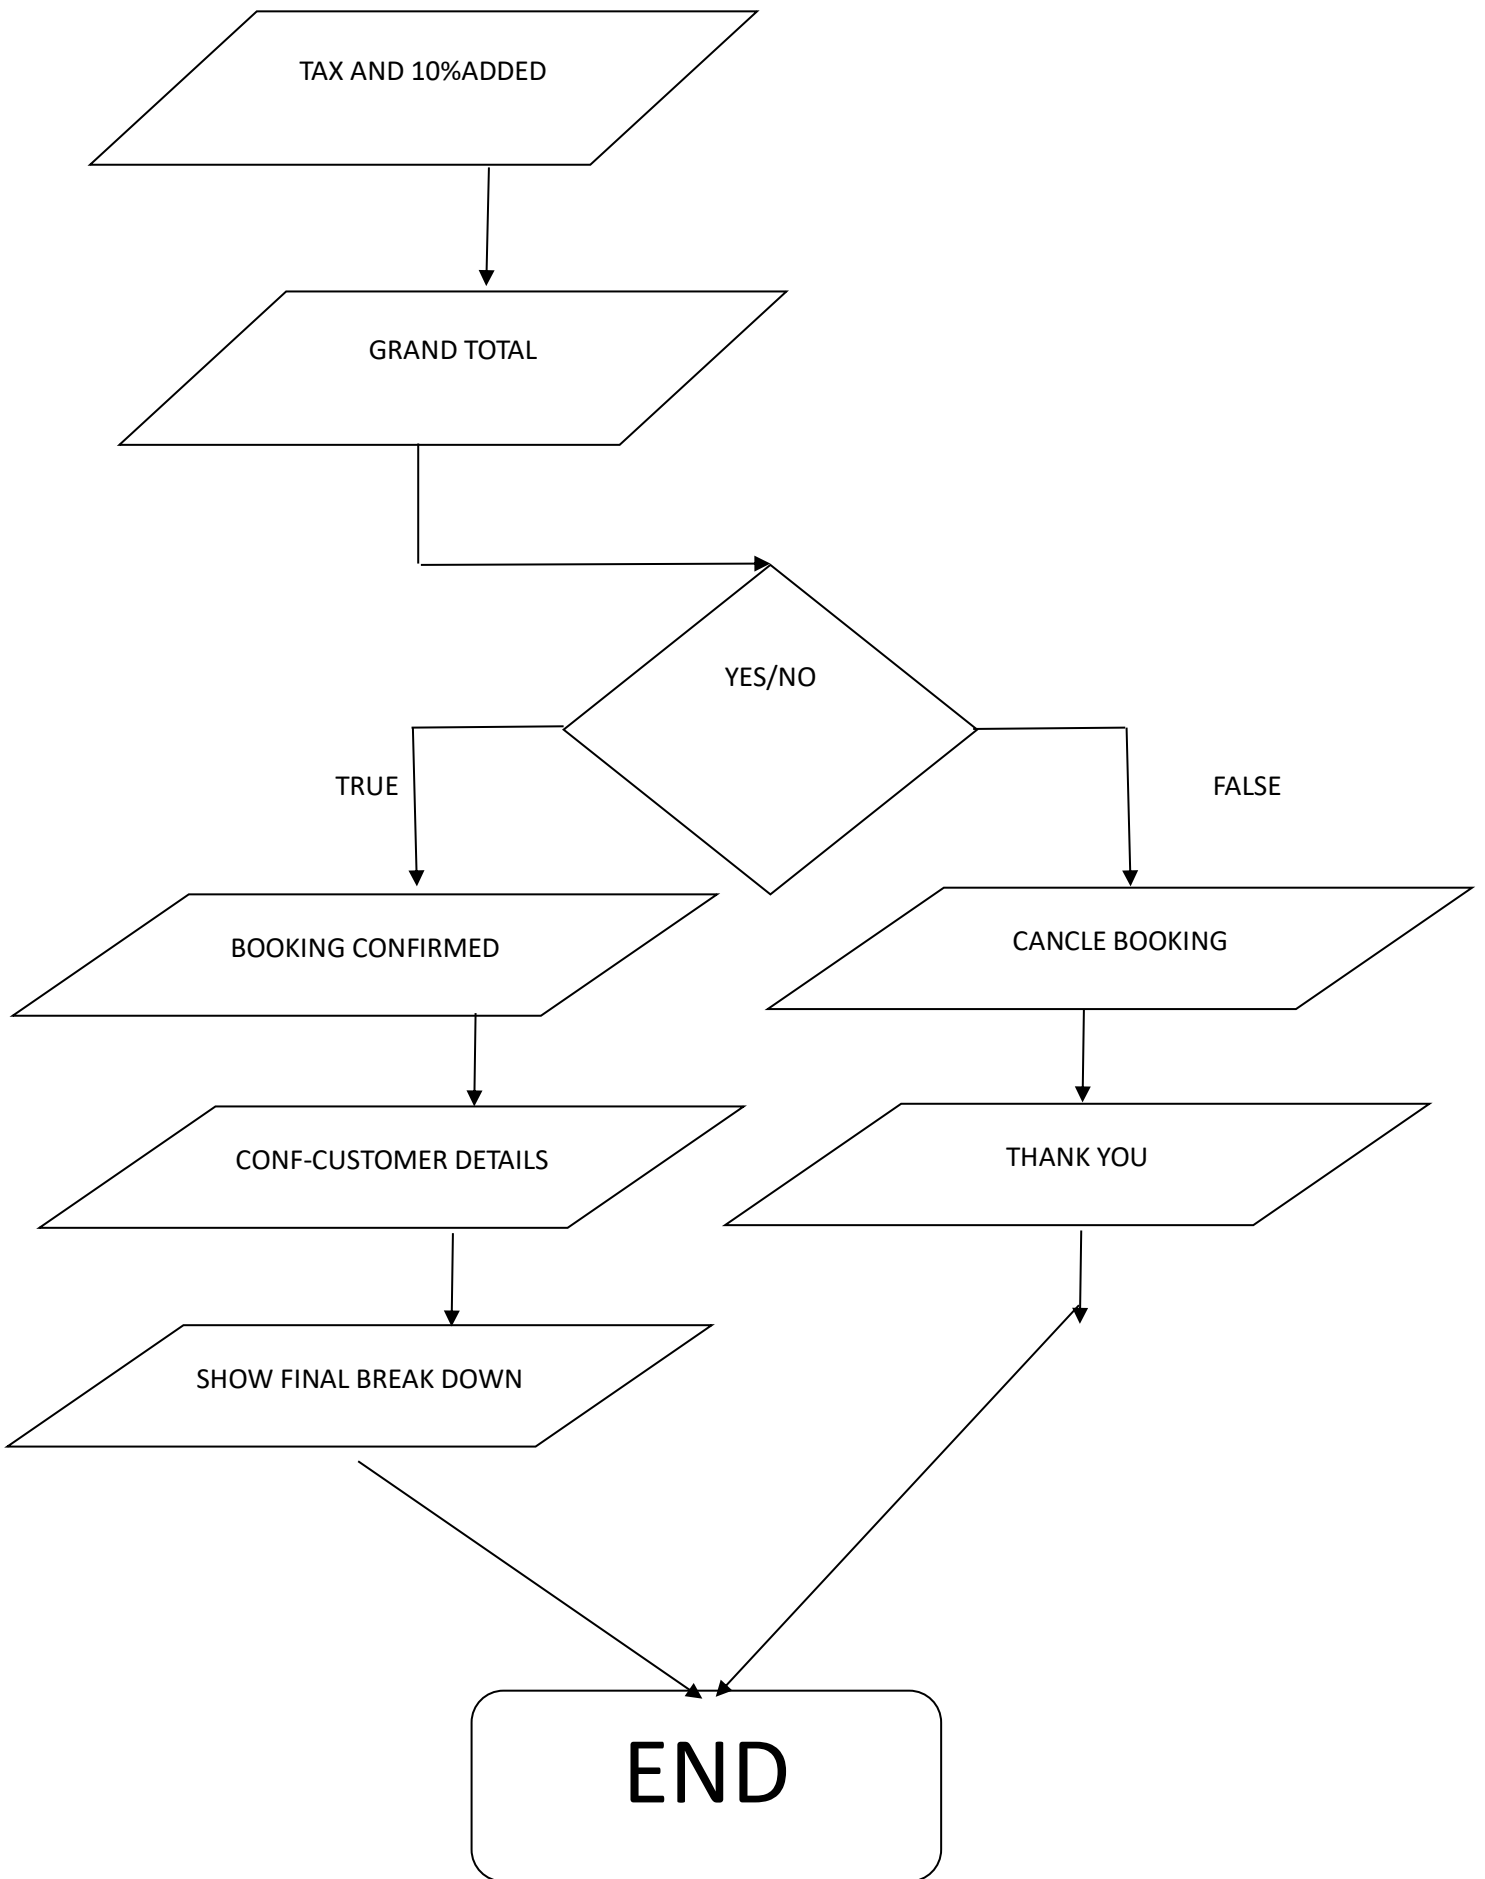 TAX AND 10%ADDED
GRAND TOTAL
YES/NO
TRUE
FALSE
BOOKING CONFIRMED
CANCLE BOOKING
CONF-CUSTOMER DETAILS
THANK YOU
SHOW FINAL BREAK DOWN
END